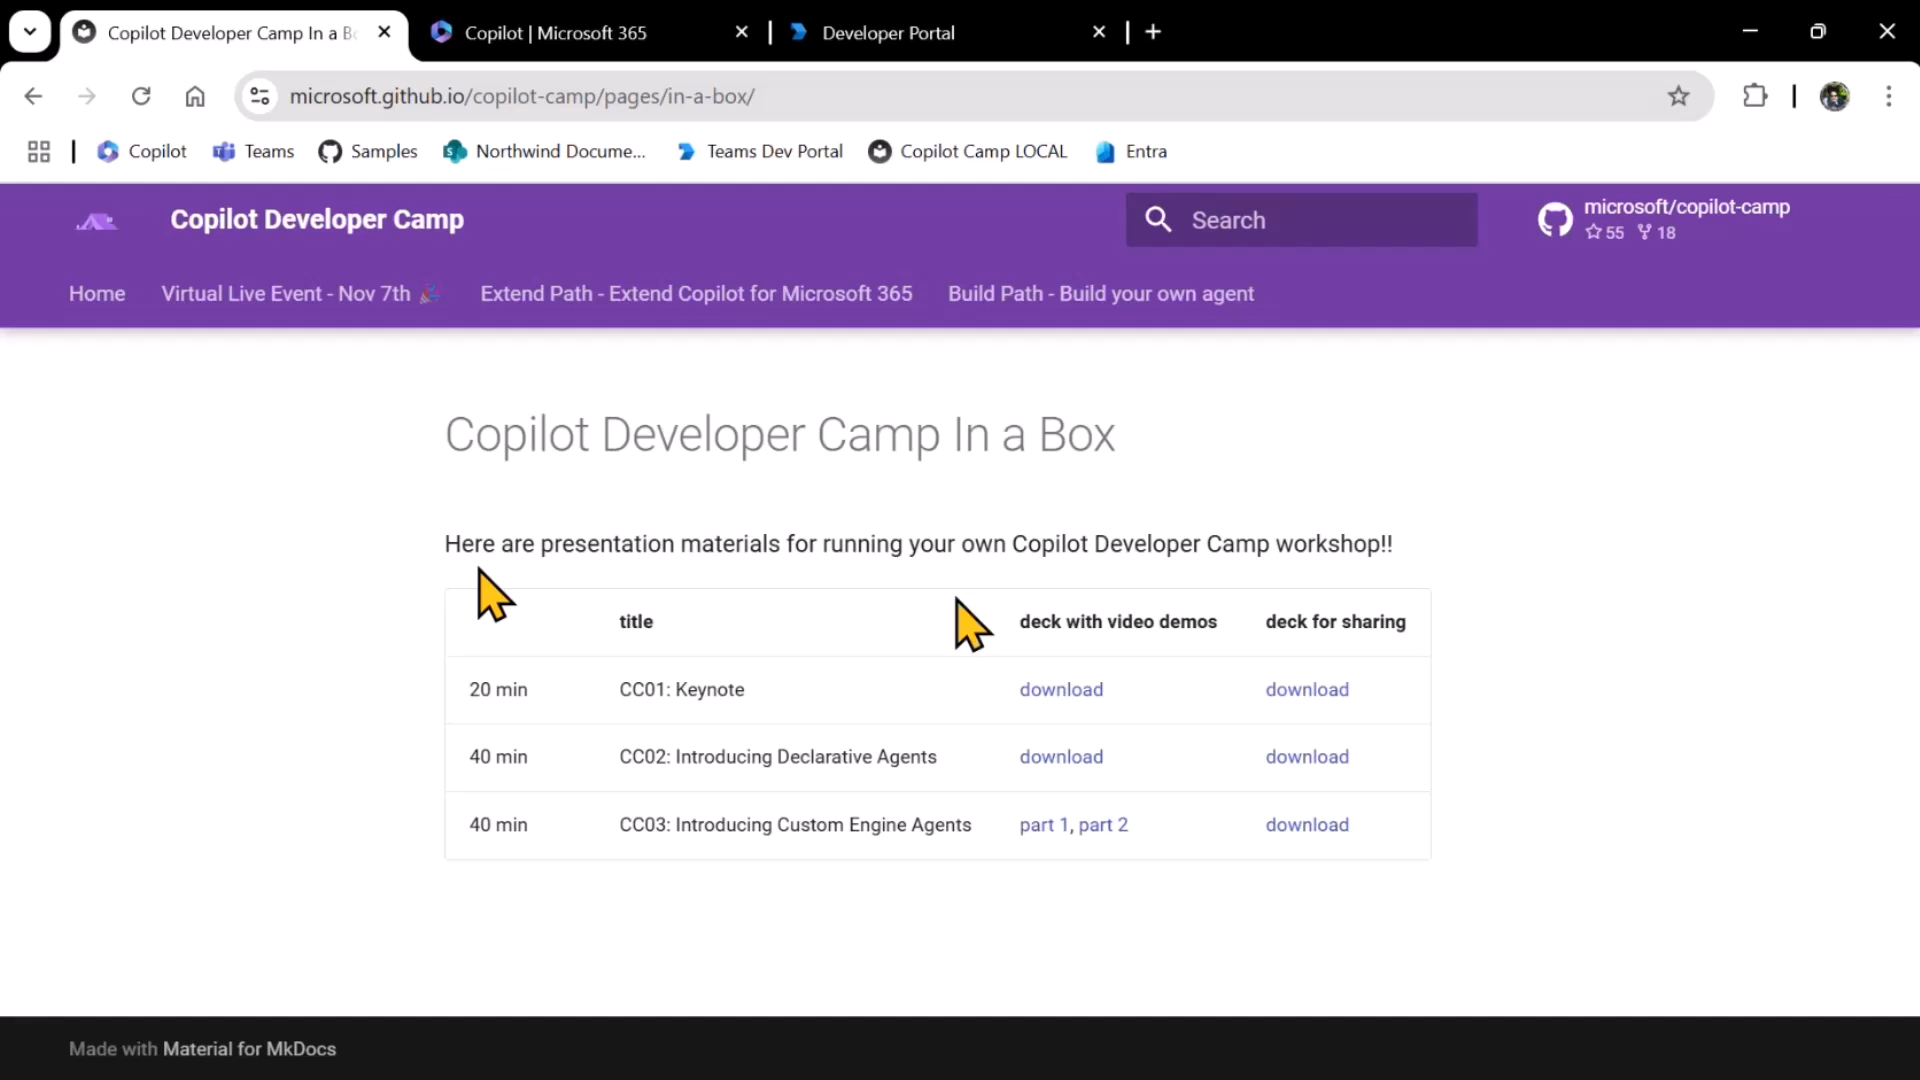 Copilot Developer Camp In a Bo
Copilot | Microsoft 365
Developer Portal
microsoft.github.io/copilot-camp/pages/in-a-box/
Copilot
Teams
Samples
Northwind Docume...
Teams Dev Portal
Copilot Camp LOCAL
Entra
Copilot Developer Camp
Search
microsoft/copilot-camp
55 18
Home
Virtual Live Event - Nov 7th 🎉
Extend Path - Extend Copilot for Microsoft 365
Build Path - Build your own agent
Copilot Developer Camp In a Box
Here are presentation materials for running your own Copilot Developer Camp workshop!!
title deck with video demos deck for sharing
20 min CC01: Keynote download download
40 min CC02: Introducing Declarative Agents download download
40 min CC03: Introducing Custom Engine Agents part 1, part 2 download
Made with Material for MkDocs